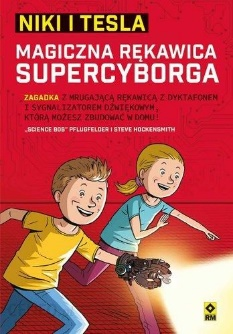 NIKI I TESLA
MAGICZNA RĘKAWICA
SUPERCYBORGA
ZAGADKA Z MRUGAJĄCĄ RĘKAWICĄ Z DYKTAFONEM
I SYGNALIZATOREM DŹWIĘKOWYM,
KTÓRĄ MOŻESZ ZBUDOWAĆ W DOMU!
„SCIENCE BOB” PFLUGFELDER I STEVE HOCKENSMITH
RM